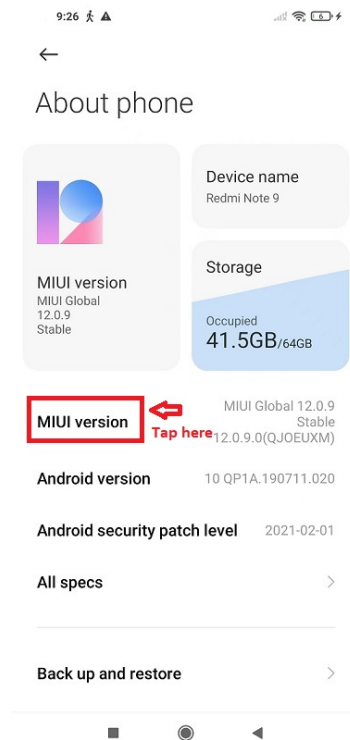 9:26
6
About phone
Device name
Redmi Note 9
MIUI version
MIUI Global
12.0.9
Stable
Storage
Occupied
41.5GB/64GB
MIUI version
Tap here
MIUI Global 12.0.9
Stable
12.0.9.0(QJOEUXM)
Android version
10 QP1A.190711.020
Android security patch level
2021-02-01
All specs
Back up and restore